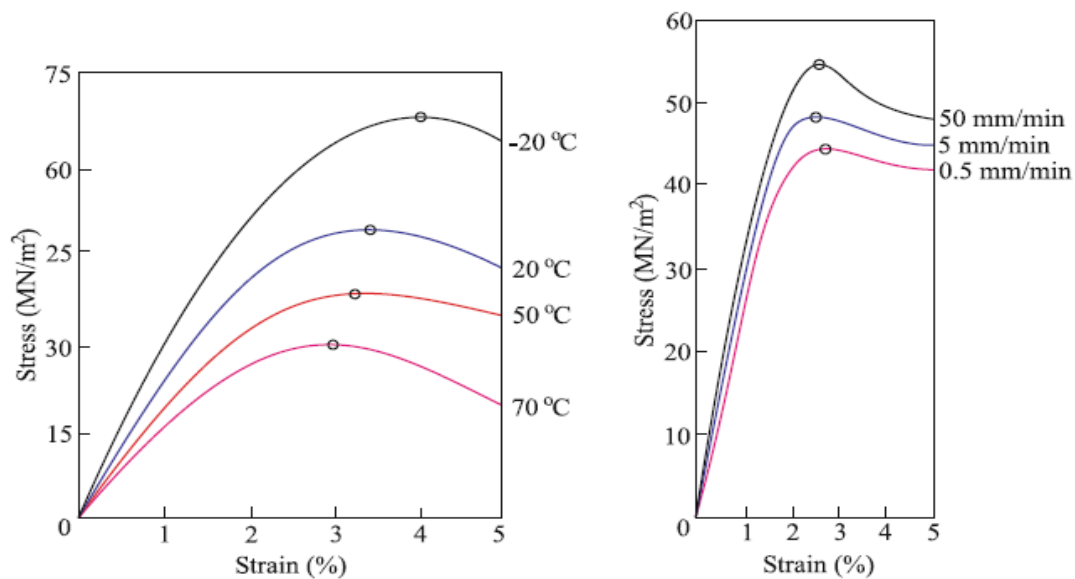 75
60
25
30
15
0
Stress (MN/m²)
1
2
3
4
5
Strain (%)
-20 °C
20 °C
50 °C
70 °C
60
50
40
30
20
10
0
Stress (MN/m²)
1
2
3
4
5
Strain (%)
50 mm/min
5 mm/min
0.5 mm/min